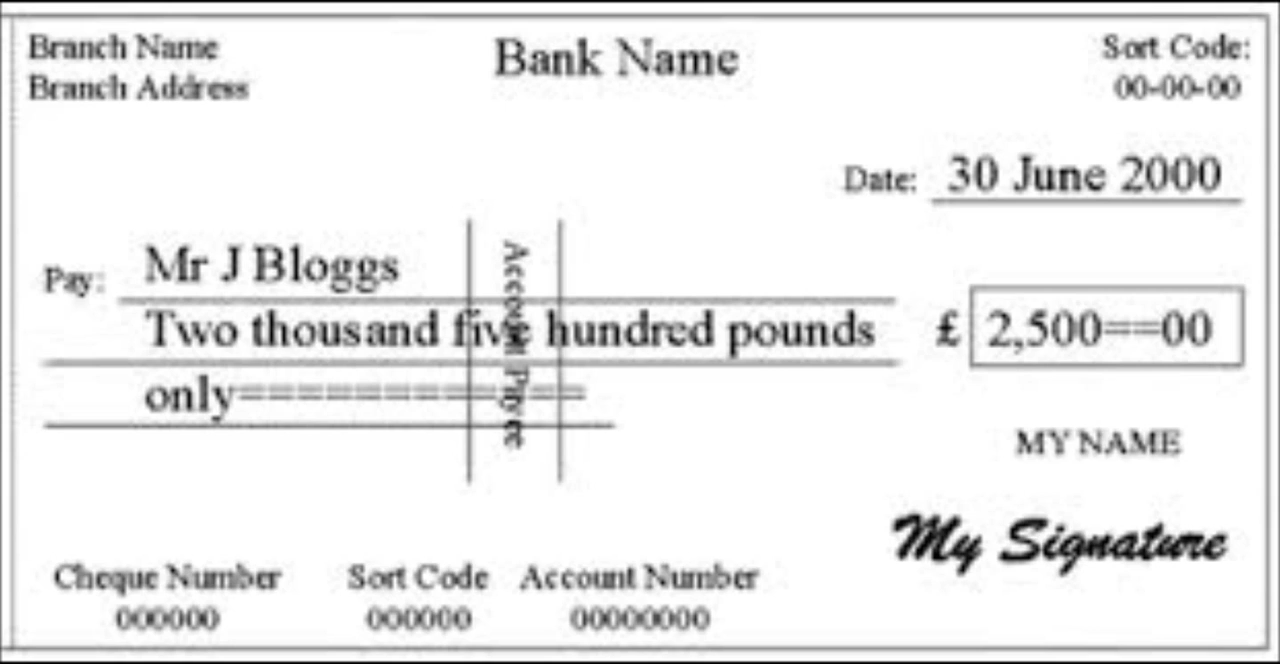 Branch Name
Branch Address
Bank Name
Sort Code:
00-00-00
Date: 30 June 2000
Pay: Mr J Bloggs
Two thousand five hundred pounds
£ 2,500==00
only============
Account Payee
MY NAME
My Signature
Cheque Number
000000
Sort Code
000000
Account Number
00000000